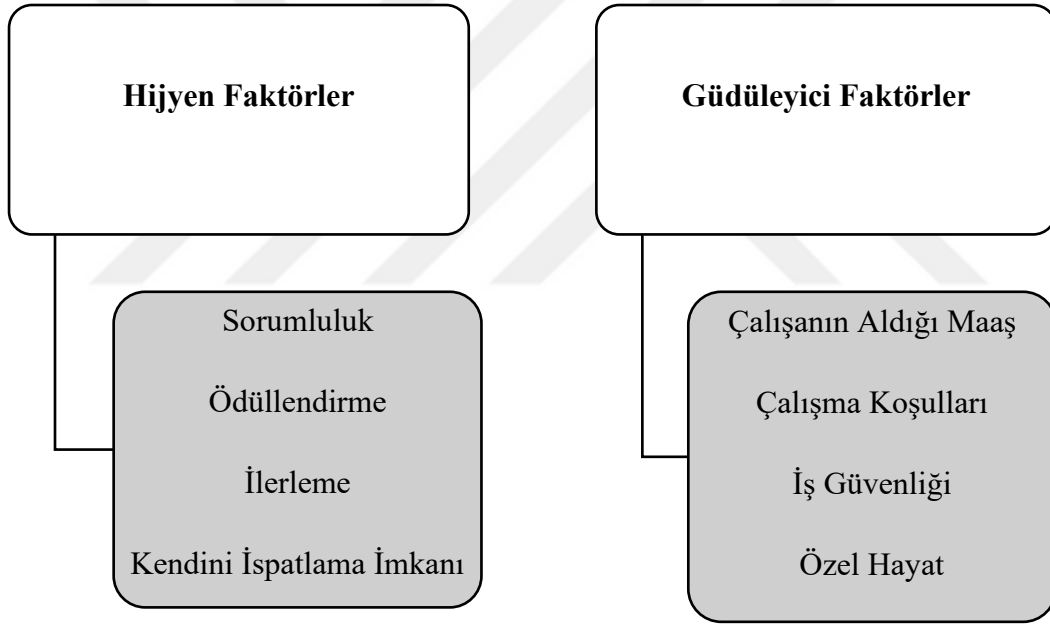 Hijyen Faktörler
Sorumluluk
Ödüllendirme
İlerleme
Kendini İspatlama İmkanı
Güdüleyici Faktörler
Çalışanın Aldığı Maaş
Çalışma Koşulları
İş Güvenliği
Özel Hayat